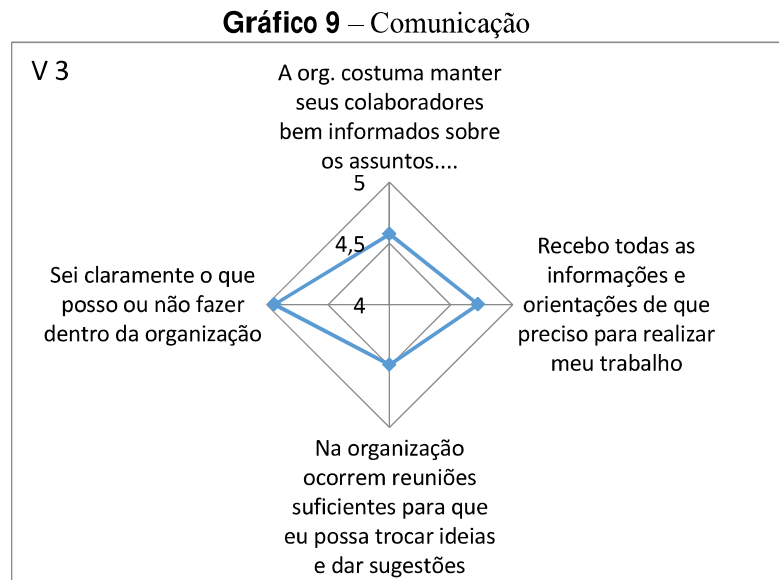 Gráfico 9 – Comunicação
V 3
A org. costuma manter
seus colaboradores
bem informados sobre
os assuntos....
5
4,5
4
Recebo todas as
informações e
orientações de que
preciso para realizar
meu trabalho
Na organização
ocorrem reuniões
suficientes para que
eu possa trocar ideias
e dar sugestões
Sei claramente o que
posso ou não fazer
dentro da organização